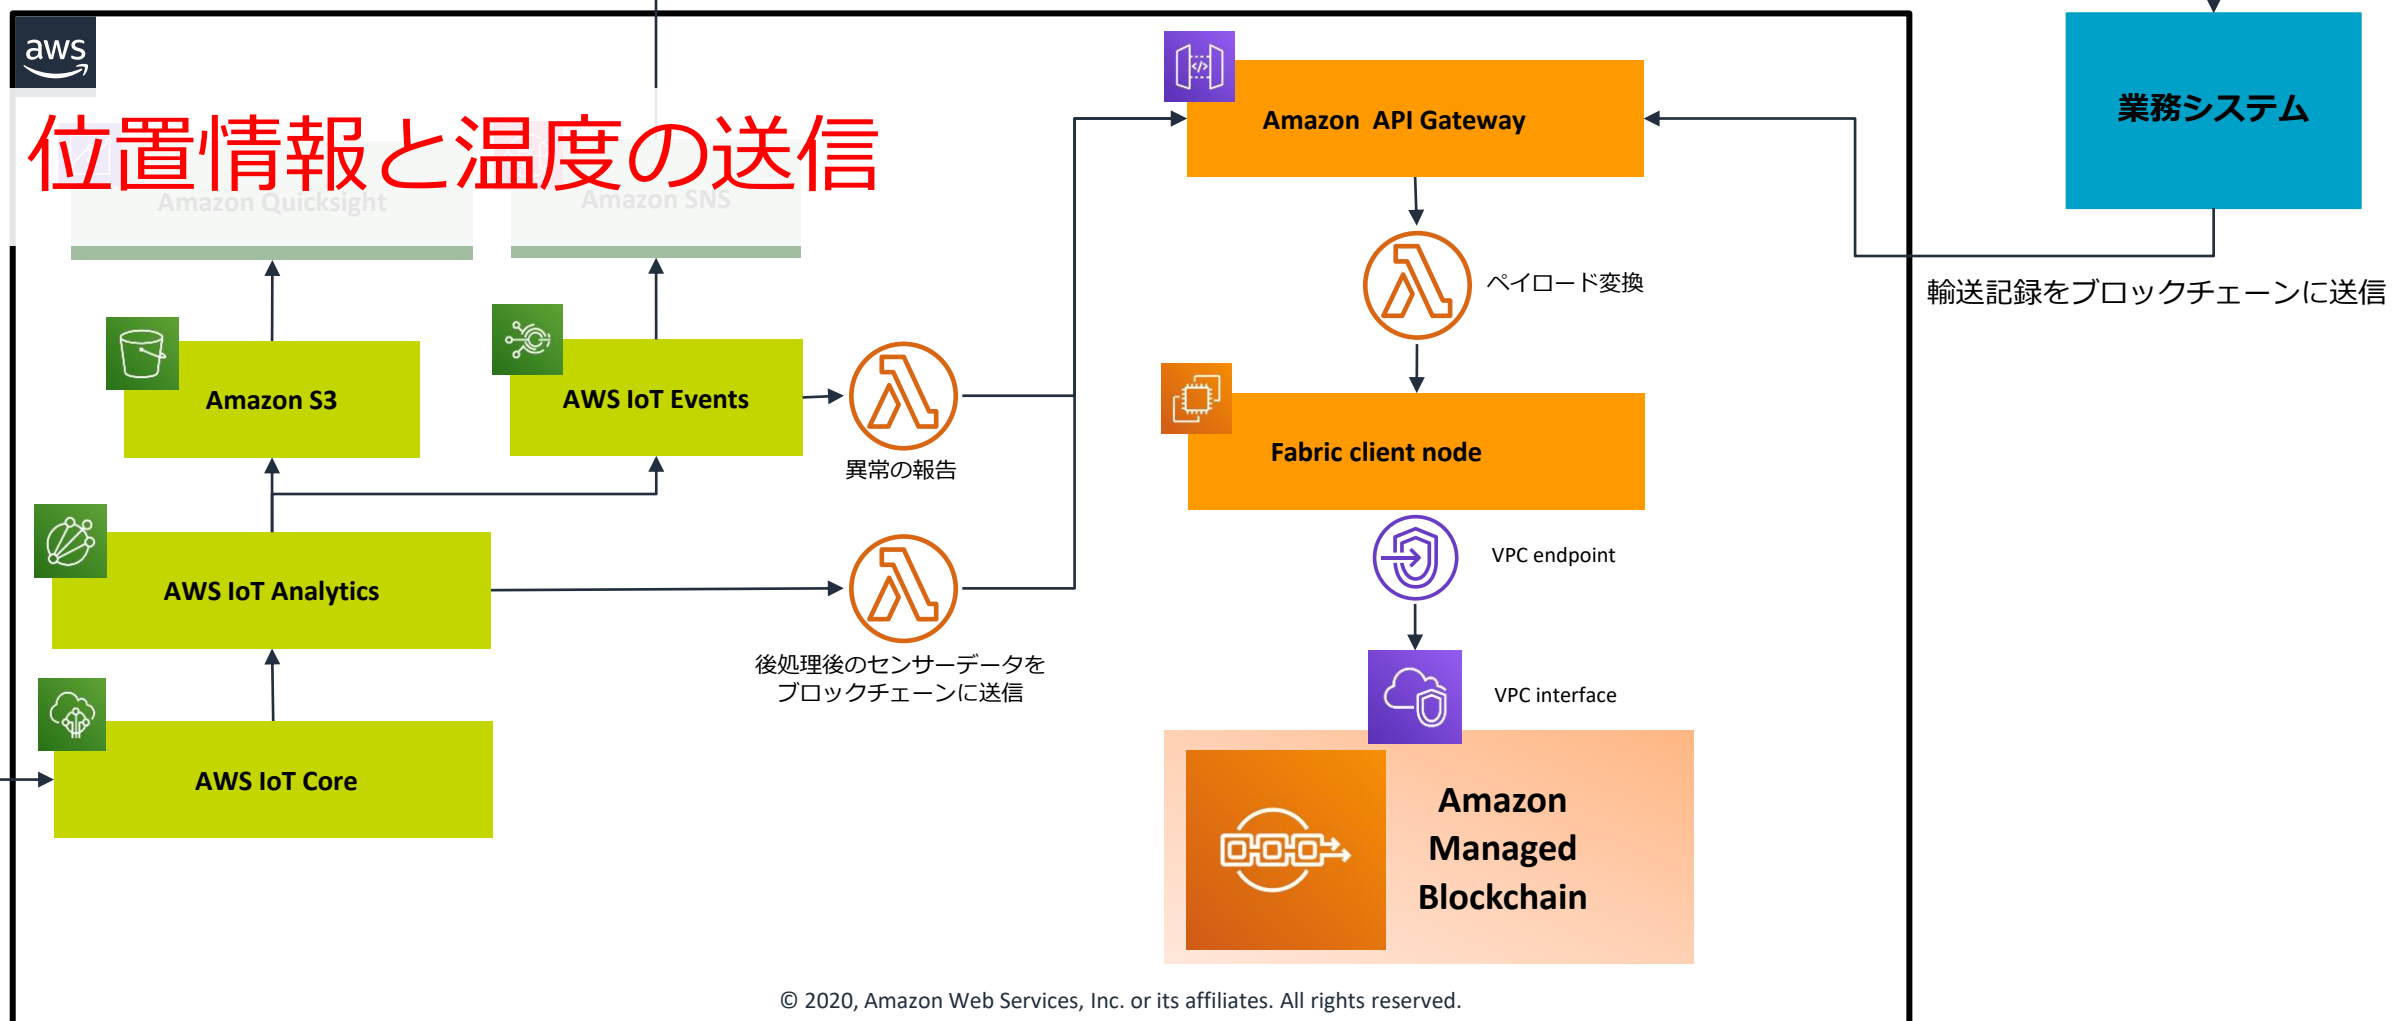 aws
位置情報と温度の送信
Amazon Quicksight
Amazon SNS
Amazon API Gateway
業務システム
ペイロード変換
輸送記録をブロックチェーンに送信
Amazon S3
AWS IoT Events
異常の報告
Fabric client node
VPC endpoint
AWS IoT Analytics
後処理後のセンサーデータを
ブロックチェーンに送信
VPC interface
AWS IoT Core
Amazon
Managed
Blockchain
© 2020, Amazon Web Services, Inc. or its affiliates. All rights reserved.